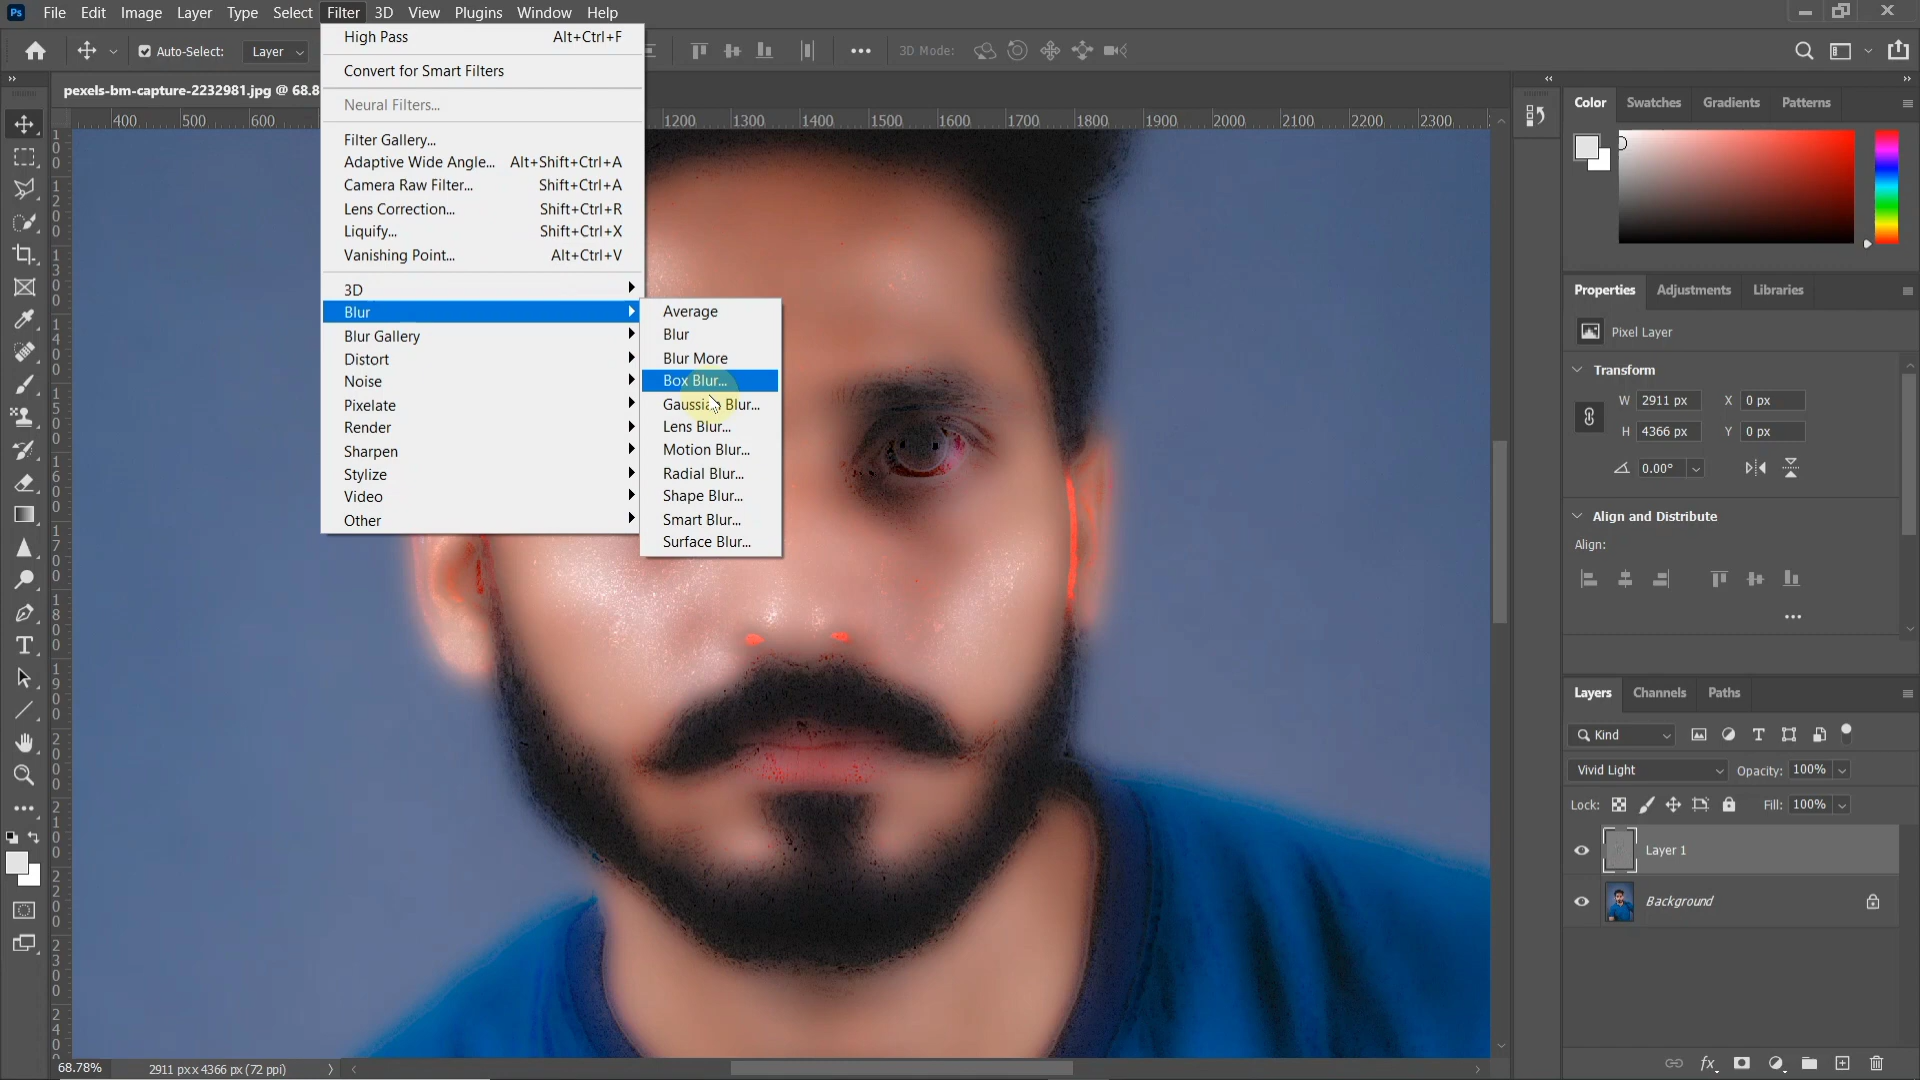 Ps File Edit Image Layer Type Select Filter 3D View Plugins Window Help
Auto-Select: Layer 3D Mode:
pexels-bm-capture-2232981.jpg @ 68.8
400 500 600 1200 1300 1400 1500 1600 1700 1800 1900 2000 2100 2200 2300
High Pass Alt+Ctrl+F
Convert for Smart Filters
Neural Filters...
Filter Gallery...
Adaptive Wide Angle... Alt+Shift+Ctrl+A
Camera Raw Filter... Shift+Ctrl+A
Lens Correction... Shift+Ctrl+R
Liquify... Shift+Ctrl+X
Vanishing Point... Alt+Ctrl+V
3D
Blur
Blur Gallery
Distort
Noise
Pixelate
Render
Sharpen
Stylize
Video
Other
Average
Blur
Blur More
Box Blur...
Gaussian Blur...
Lens Blur...
Motion Blur...
Radial Blur...
Shape Blur...
Smart Blur...
Surface Blur...
Color Swatches Gradients Patterns
Properties Adjustments Libraries
Pixel Layer
Transform
W 2911 px X 0 px
H 4366 px Y 0 px
0.00°
Align and Distribute
Align:
Layers Channels Paths
Kind
Vivid Light Opacity: 100%
Lock: Fill: 100%
Layer 1
Background
68.78% 2911 px x 4366 px (72 ppi)